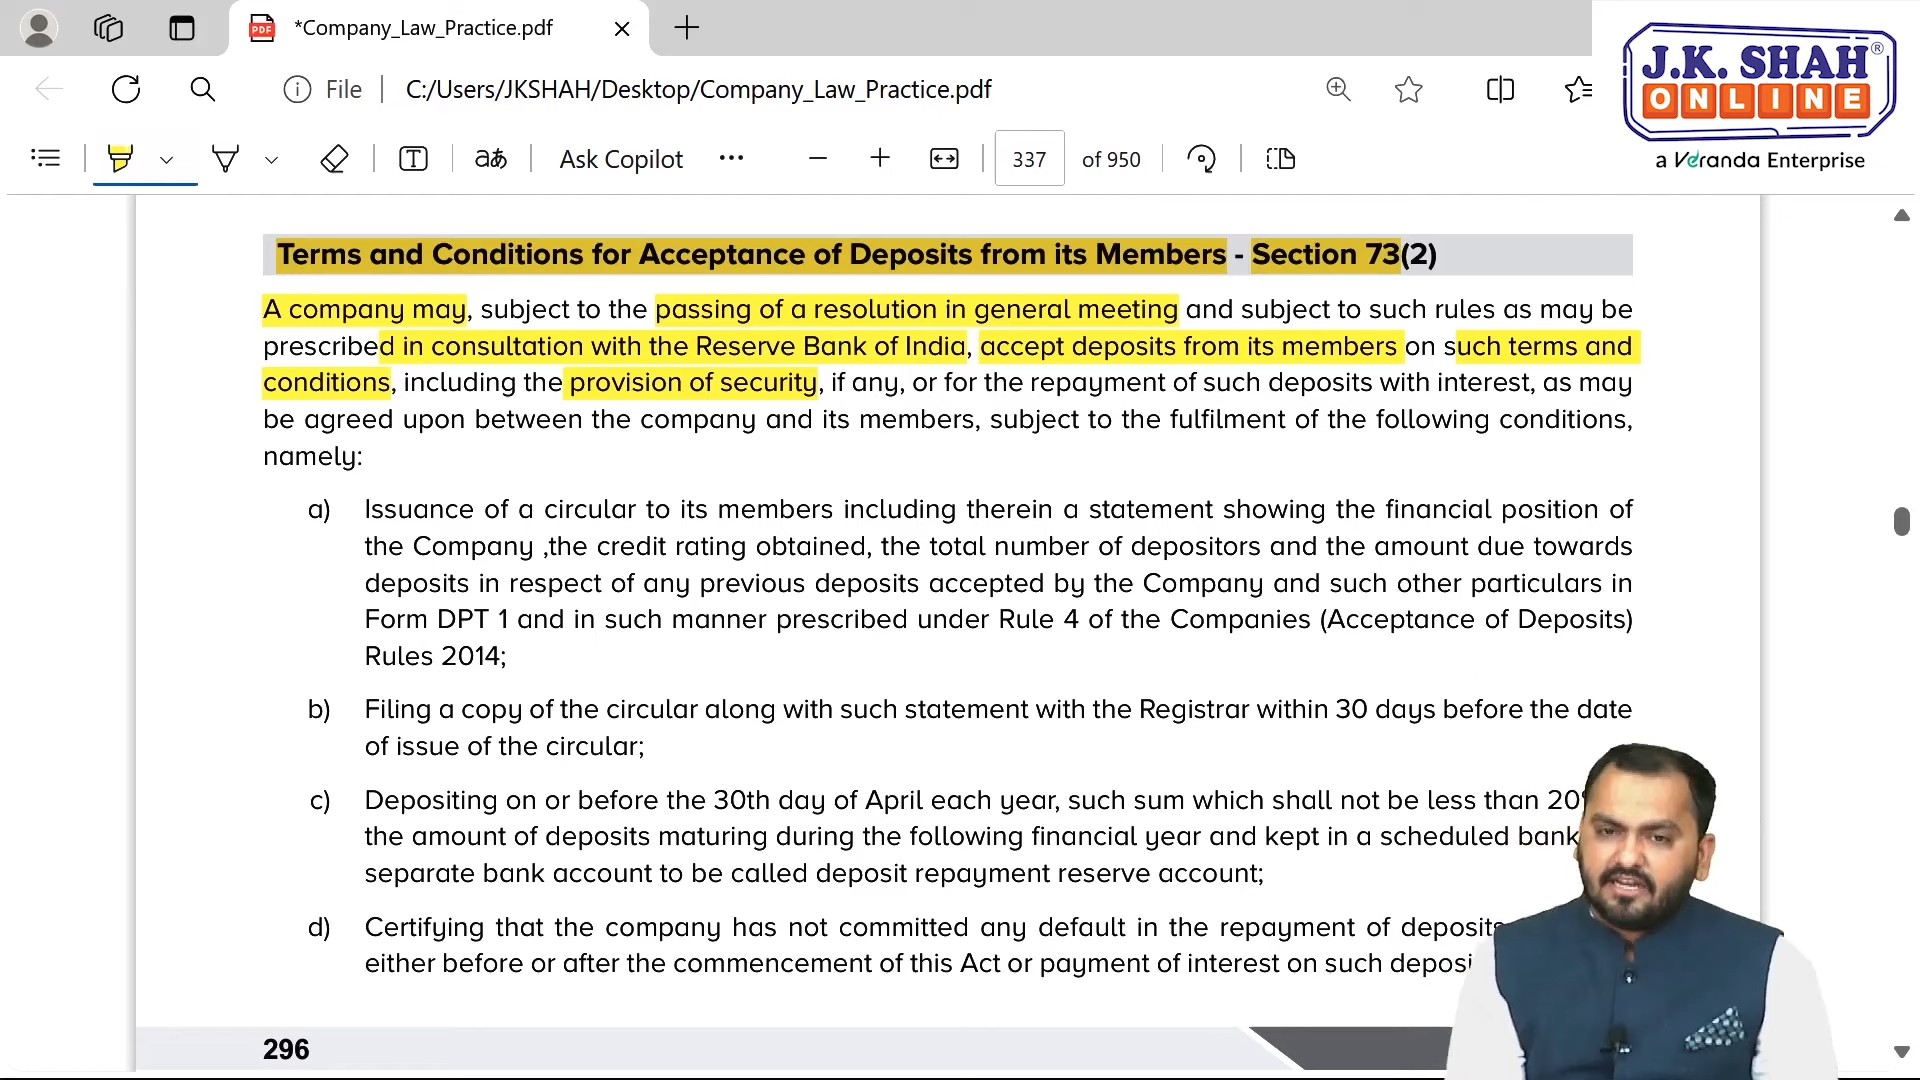 *Company_Law_Practice.pdf
File
C:/Users/JKSHAH/Desktop/Company_Law_Practice.pdf
J.K. SHAH®
ONLINE
a Veranda Enterprise
aあ
Ask Copilot
337 of 950
Terms and Conditions for Acceptance of Deposits from its Members - Section 73(2)
A company may, subject to the passing of a resolution in general meeting and subject to such rules as may be
prescribed in consultation with the Reserve Bank of India, accept deposits from its members on such terms and
conditions, including the provision of security, if any, or for the repayment of such deposits with interest, as may
be agreed upon between the company and its members, subject to the fulfilment of the following conditions,
namely:
a) Issuance of a circular to its members including therein a statement showing the financial position of
the Company ,the credit rating obtained, the total number of depositors and the amount due towards
deposits in respect of any previous deposits accepted by the Company and such other particulars in
Form DPT 1 and in such manner prescribed under Rule 4 of the Companies (Acceptance of Deposits)
Rules 2014;
b) Filing a copy of the circular along with such statement with the Registrar within 30 days before the date
of issue of the circular;
c) Depositing on or before the 30th day of April each year, such sum which shall not be less than 20
the amount of deposits maturing during the following financial year and kept in a scheduled bank
separate bank account to be called deposit repayment reserve account;
d) Certifying that the company has not committed any default in the repayment of deposits
either before or after the commencement of this Act or payment of interest on such
296